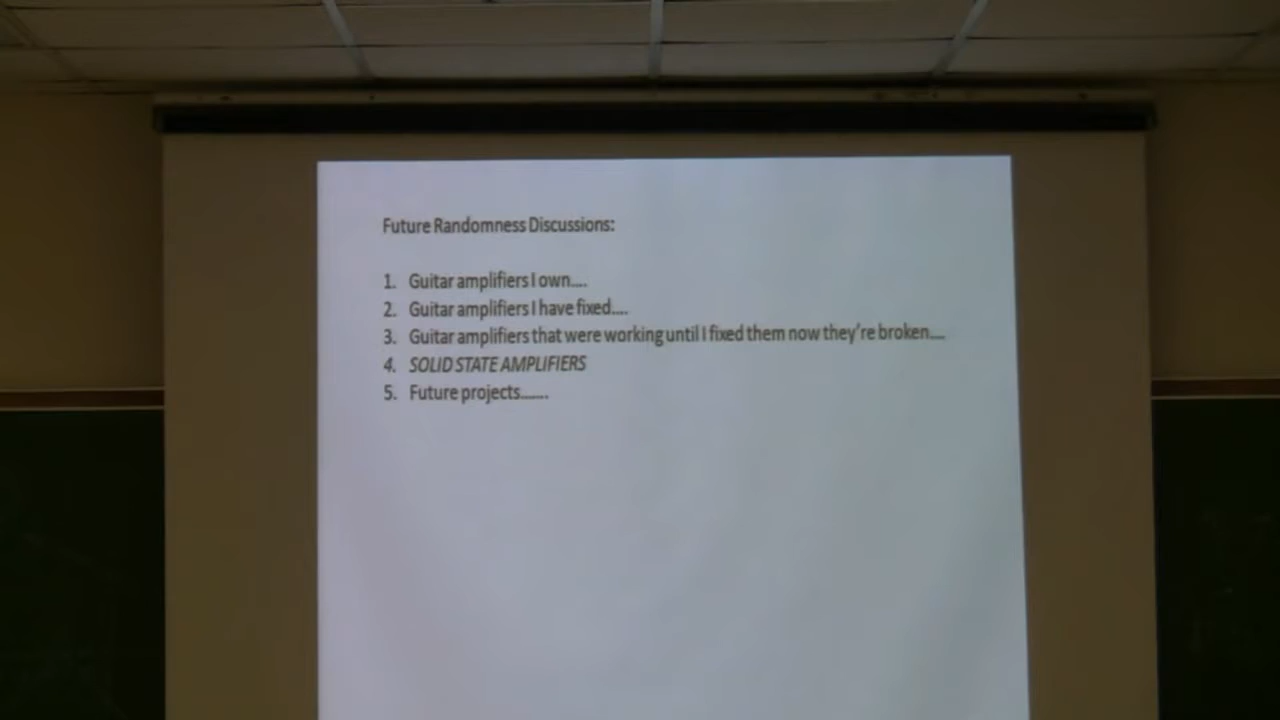 Future Randomness Discussions:
1. Guitar amplifiers I own....
2. Guitar amplifiers I have fixed....
3. Guitar amplifiers that were working until I fixed them now they're broken....
4. SOLID STATE AMPLIFIERS
5. Future projects.......